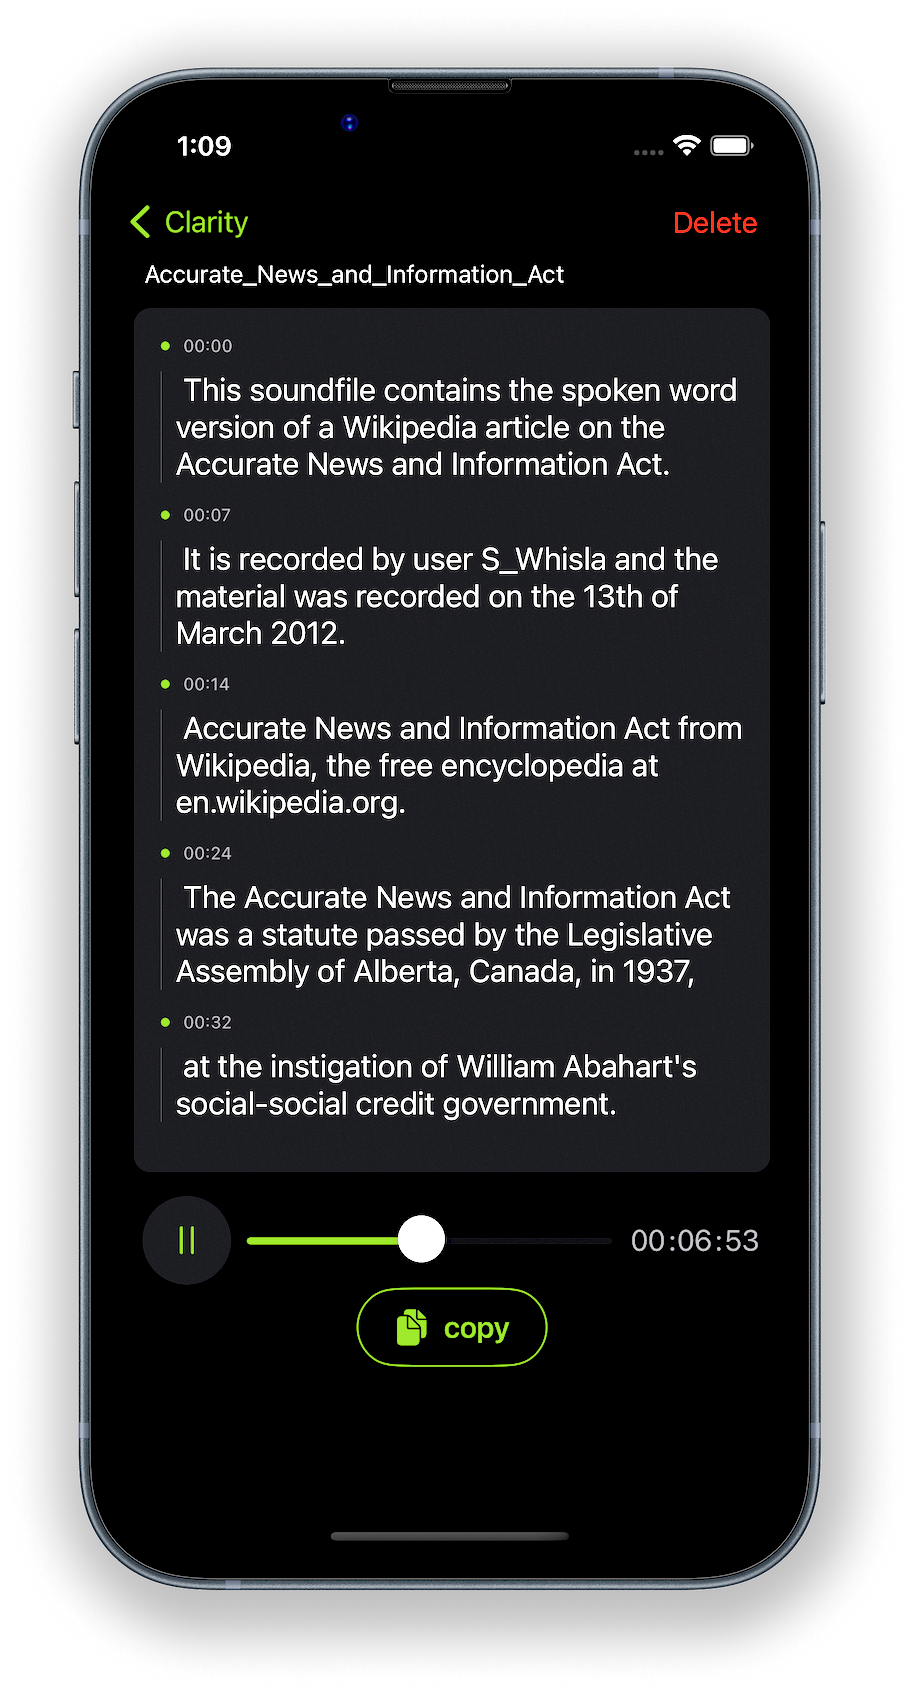 1:09
Clarity
Delete
Accurate_News_and_Information_Act
00:00
This soundfile contains the spoken word
version of a Wikipedia article on the
Accurate News and Information Act.
00:07
It is recorded by user S_Whisla and the
material was recorded on the 13th of
March 2012.
00:14
Accurate News and Information Act from
Wikipedia, the free encyclopedia at
en.wikipedia.org.
00:24
The Accurate News and Information Act
was a statute passed by the Legislative
Assembly of Alberta, Canada, in 1937,
00:32
at the instigation of William Abahart's
social-social credit government.
00:06:53
copy